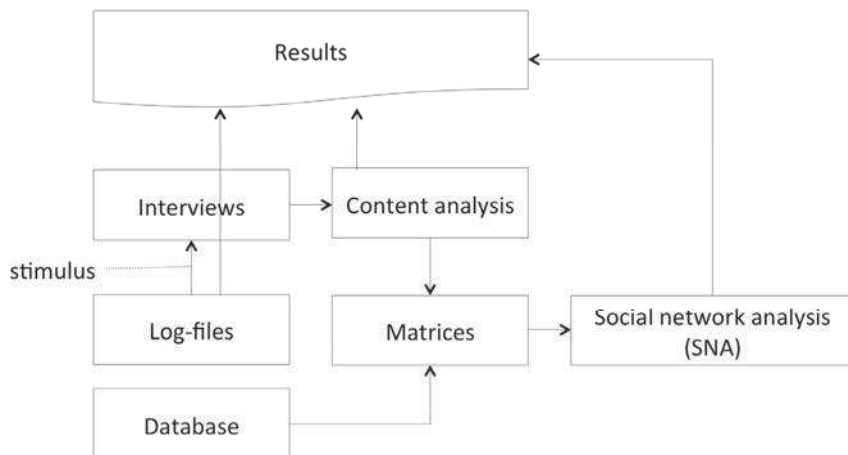 Results
Interviews
Content analysis
stimulus
Log-files
Matrices
Social network analysis
(SNA)
Database